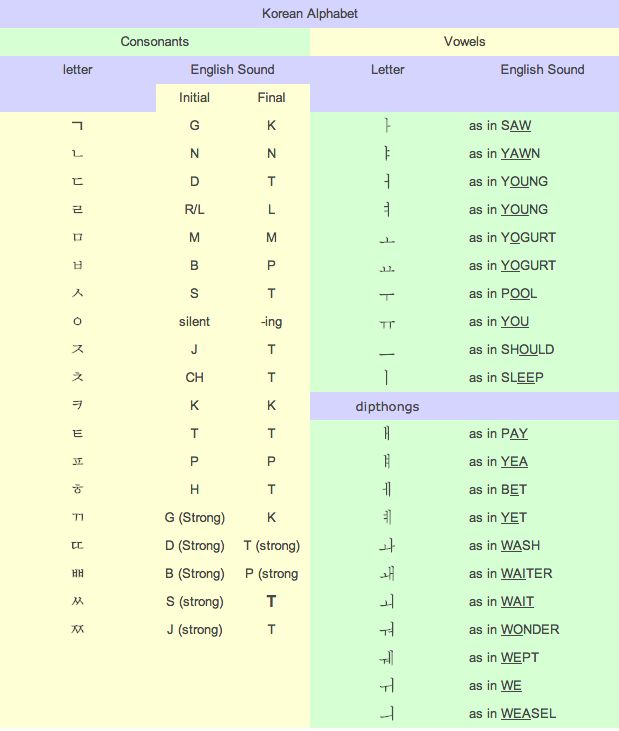 Korean Alphabet
Consonants Vowels
letter English Sound Letter English Sound
Initial Final
ㄱ G K ㅏ as in SAW
ㄴ N N ㅑ as in YAWN
ㄷ D T ㅓ as in YOUNG
ㄹ R/L L ㅕ as in YOUNG
ㅁ M M ㅗ as in YOGURT
ㅂ B P ㅛ as in YOGURT
ㅅ S T ㅜ as in POOL
ㅇ silent -ing ㅠ as in YOU
ㅈ J T ㅡ as in SHOULD
ㅊ CH T ㅣ as in SLEEP
ㅋ K K dipthongs
ㅌ T T ㅐ as in PAY
ㅍ P P ㅒ as in YEA
ㅎ H T ㅔ as in BET
ㄲ G (Strong) K ㅖ as in YET
ㄸ D (Strong) T (strong) ㅘ as in WASH
ㅃ B (Strong) P (strong ㅙ as in WAITER
ㅆ S (strong) T ㅚ as in WAIT
ㅉ J (strong) T ㅝ as in WONDER
ㅞ as in WEPT
ㅟ as in WE
ㅢ as in WEASEL